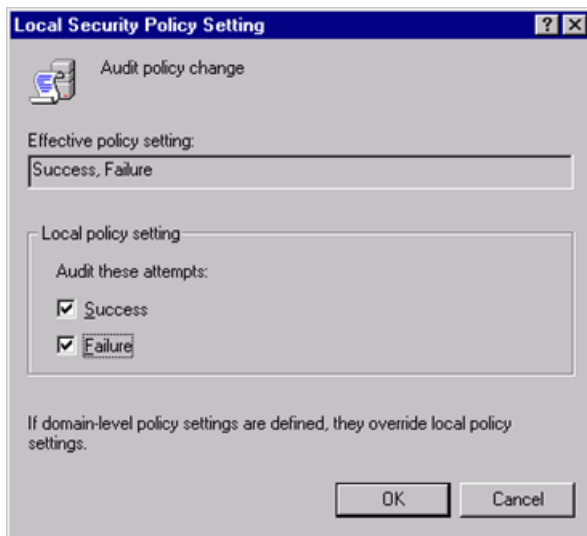 Local Security Policy Setting
Audit policy change
Effective policy setting:
Success, Failure
Local policy setting
Audit these attempts:
Success
Failure
If domain-level policy settings are defined, they override local policy
settings.
OK Cancel